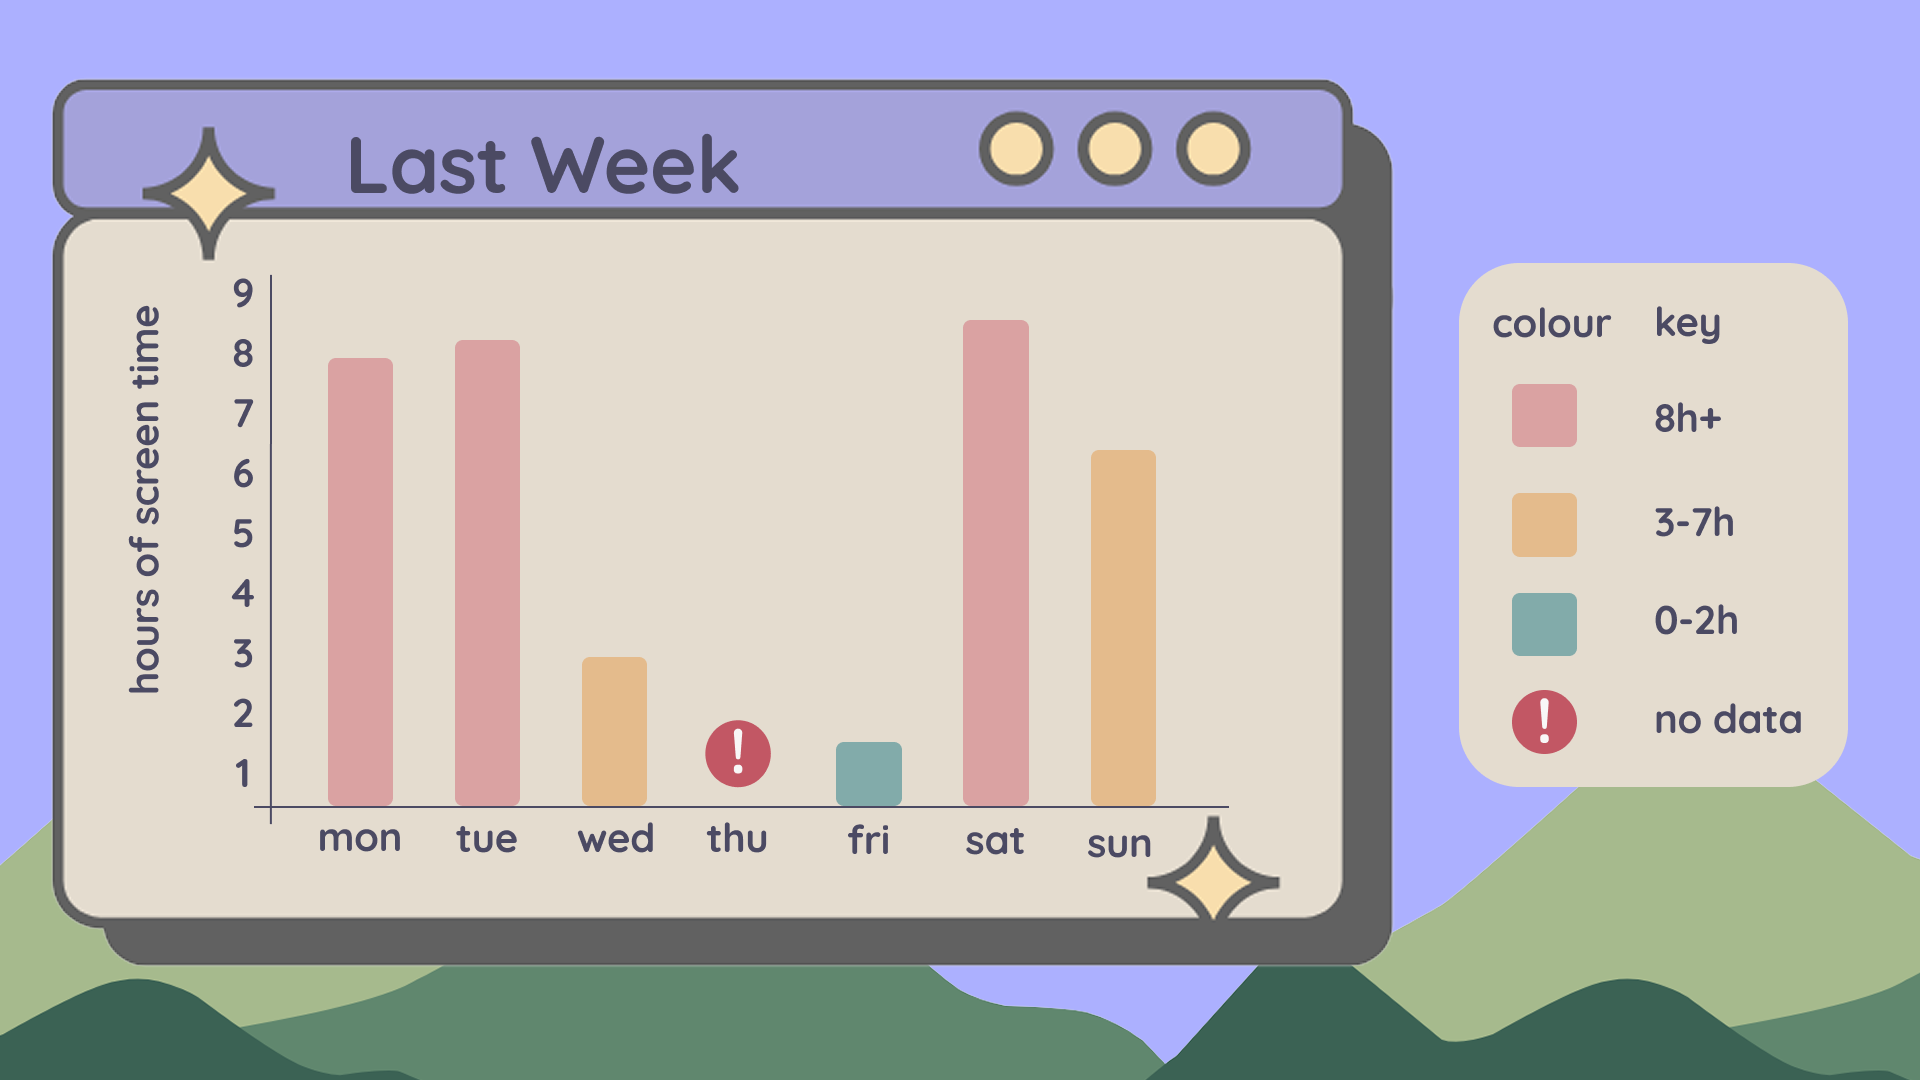 Last Week
hours of screen time
9
8
7
6
5
4
3
2
1
mon tue wed thu fri sat sun
!
colour key
8h+
3-7h
0-2h
! no data